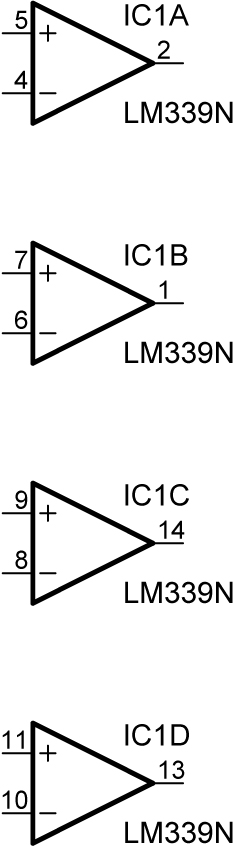 IC1A
5 + 2
4 −
LM339N
IC1B
7 + 1
6 −
LM339N
IC1C
9 + 14
8 −
LM339N
IC1D
11 + 13
10 −
LM339N